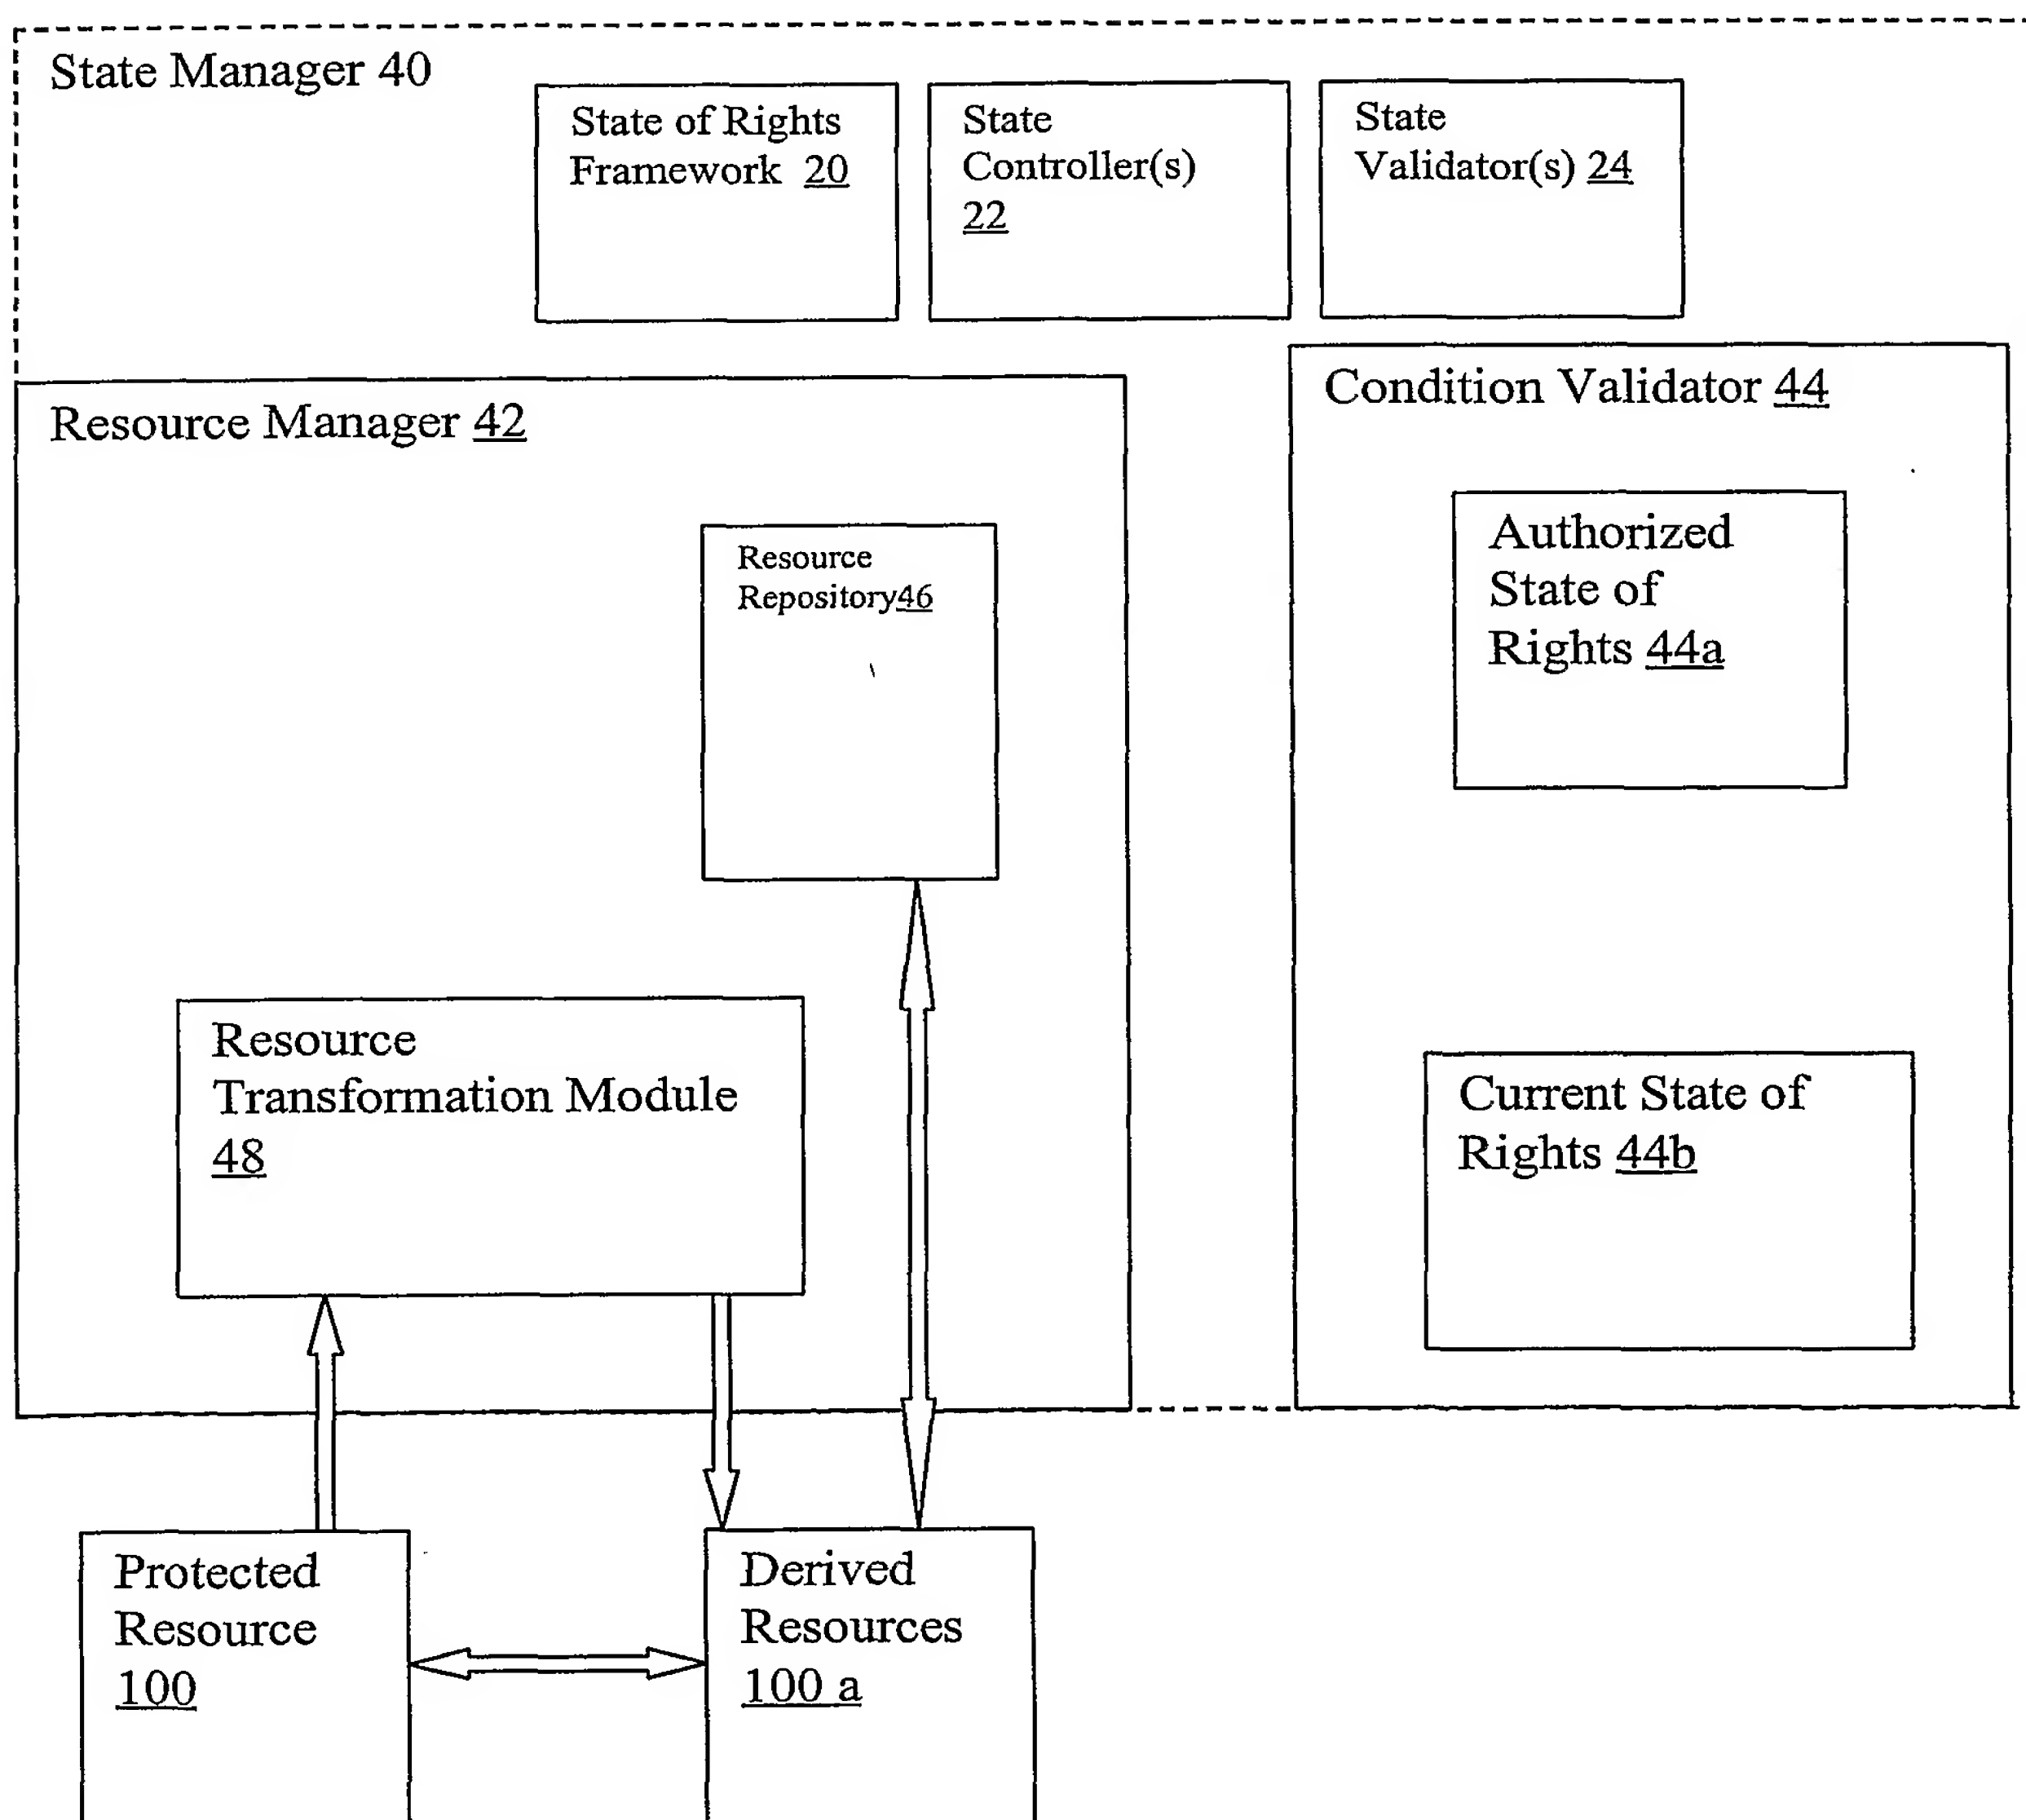 State Manager 40
State of Rights
Framework 20
State
Controller(s)
22
State
Validator(s) 24
Resource Manager 42
Condition Validator 44
Resource
Repository46
Authorized
State of
Rights 44a
Resource
Transformation Module
48
Current State of
Rights 44b
Protected
Resource
100
Derived
Resources
100 a